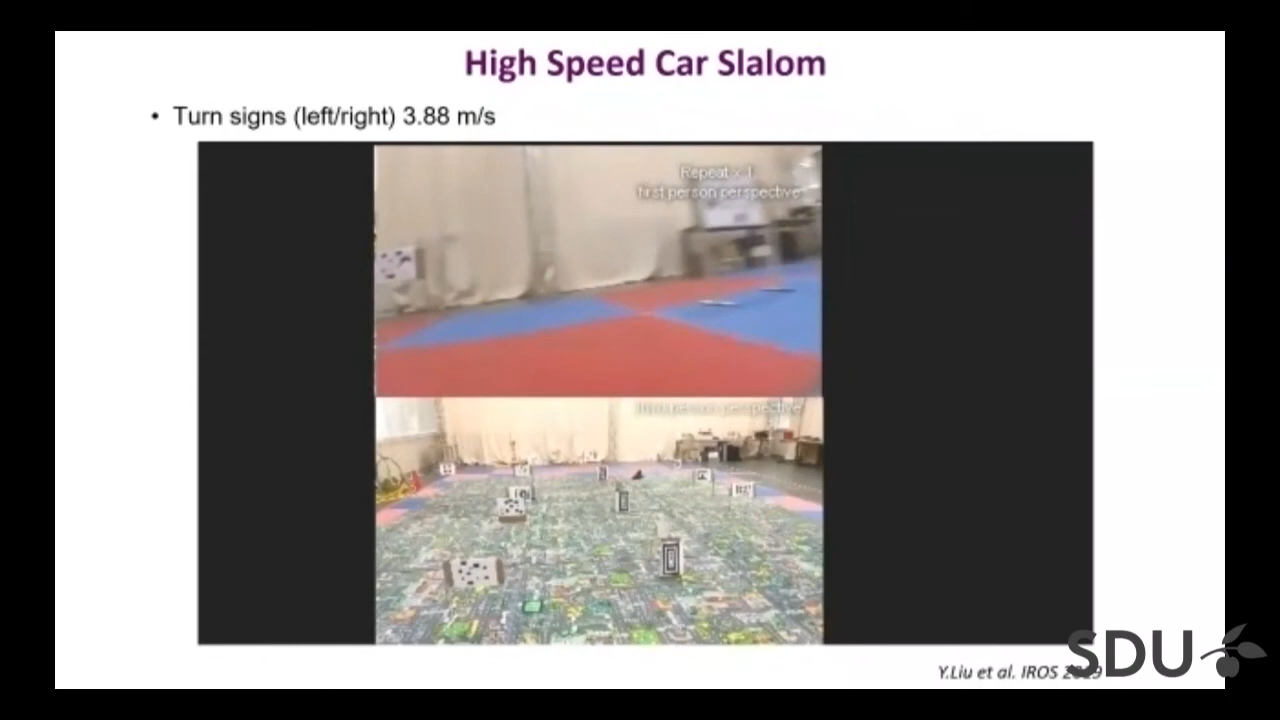 High Speed Car Slalom
• Turn signs (left/right) 3.88 m/s
Repeat x 1
first person perspective
third person perspective
Y.Liu et al. IROS 2019
SDU